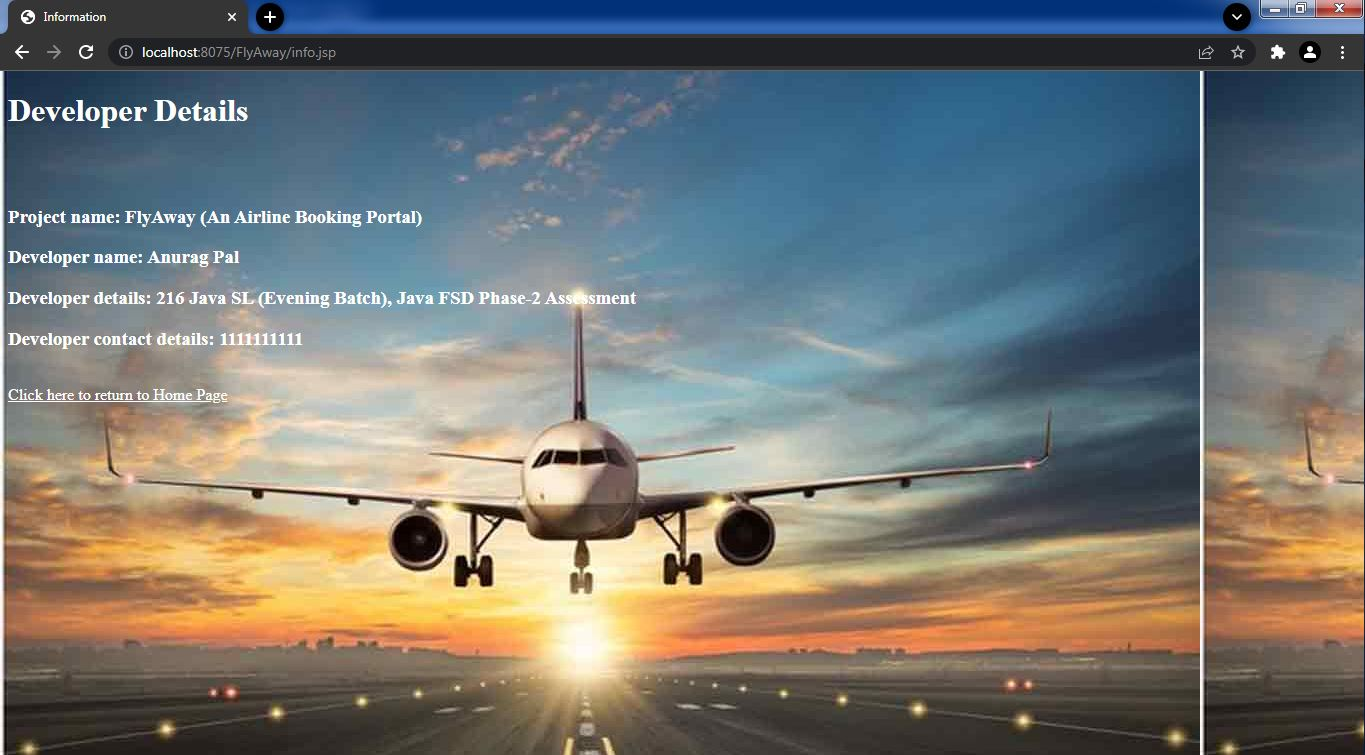 Information
localhost:8075/FlyAway/info.jsp
Developer Details
Project name: FlyAway (An Airline Booking Portal)
Developer name: Anurag Pal
Developer details: 216 Java SL (Evening Batch), Java FSD Phase-2 Assessment
Developer contact details: 1111111111
Click here to return to Home Page